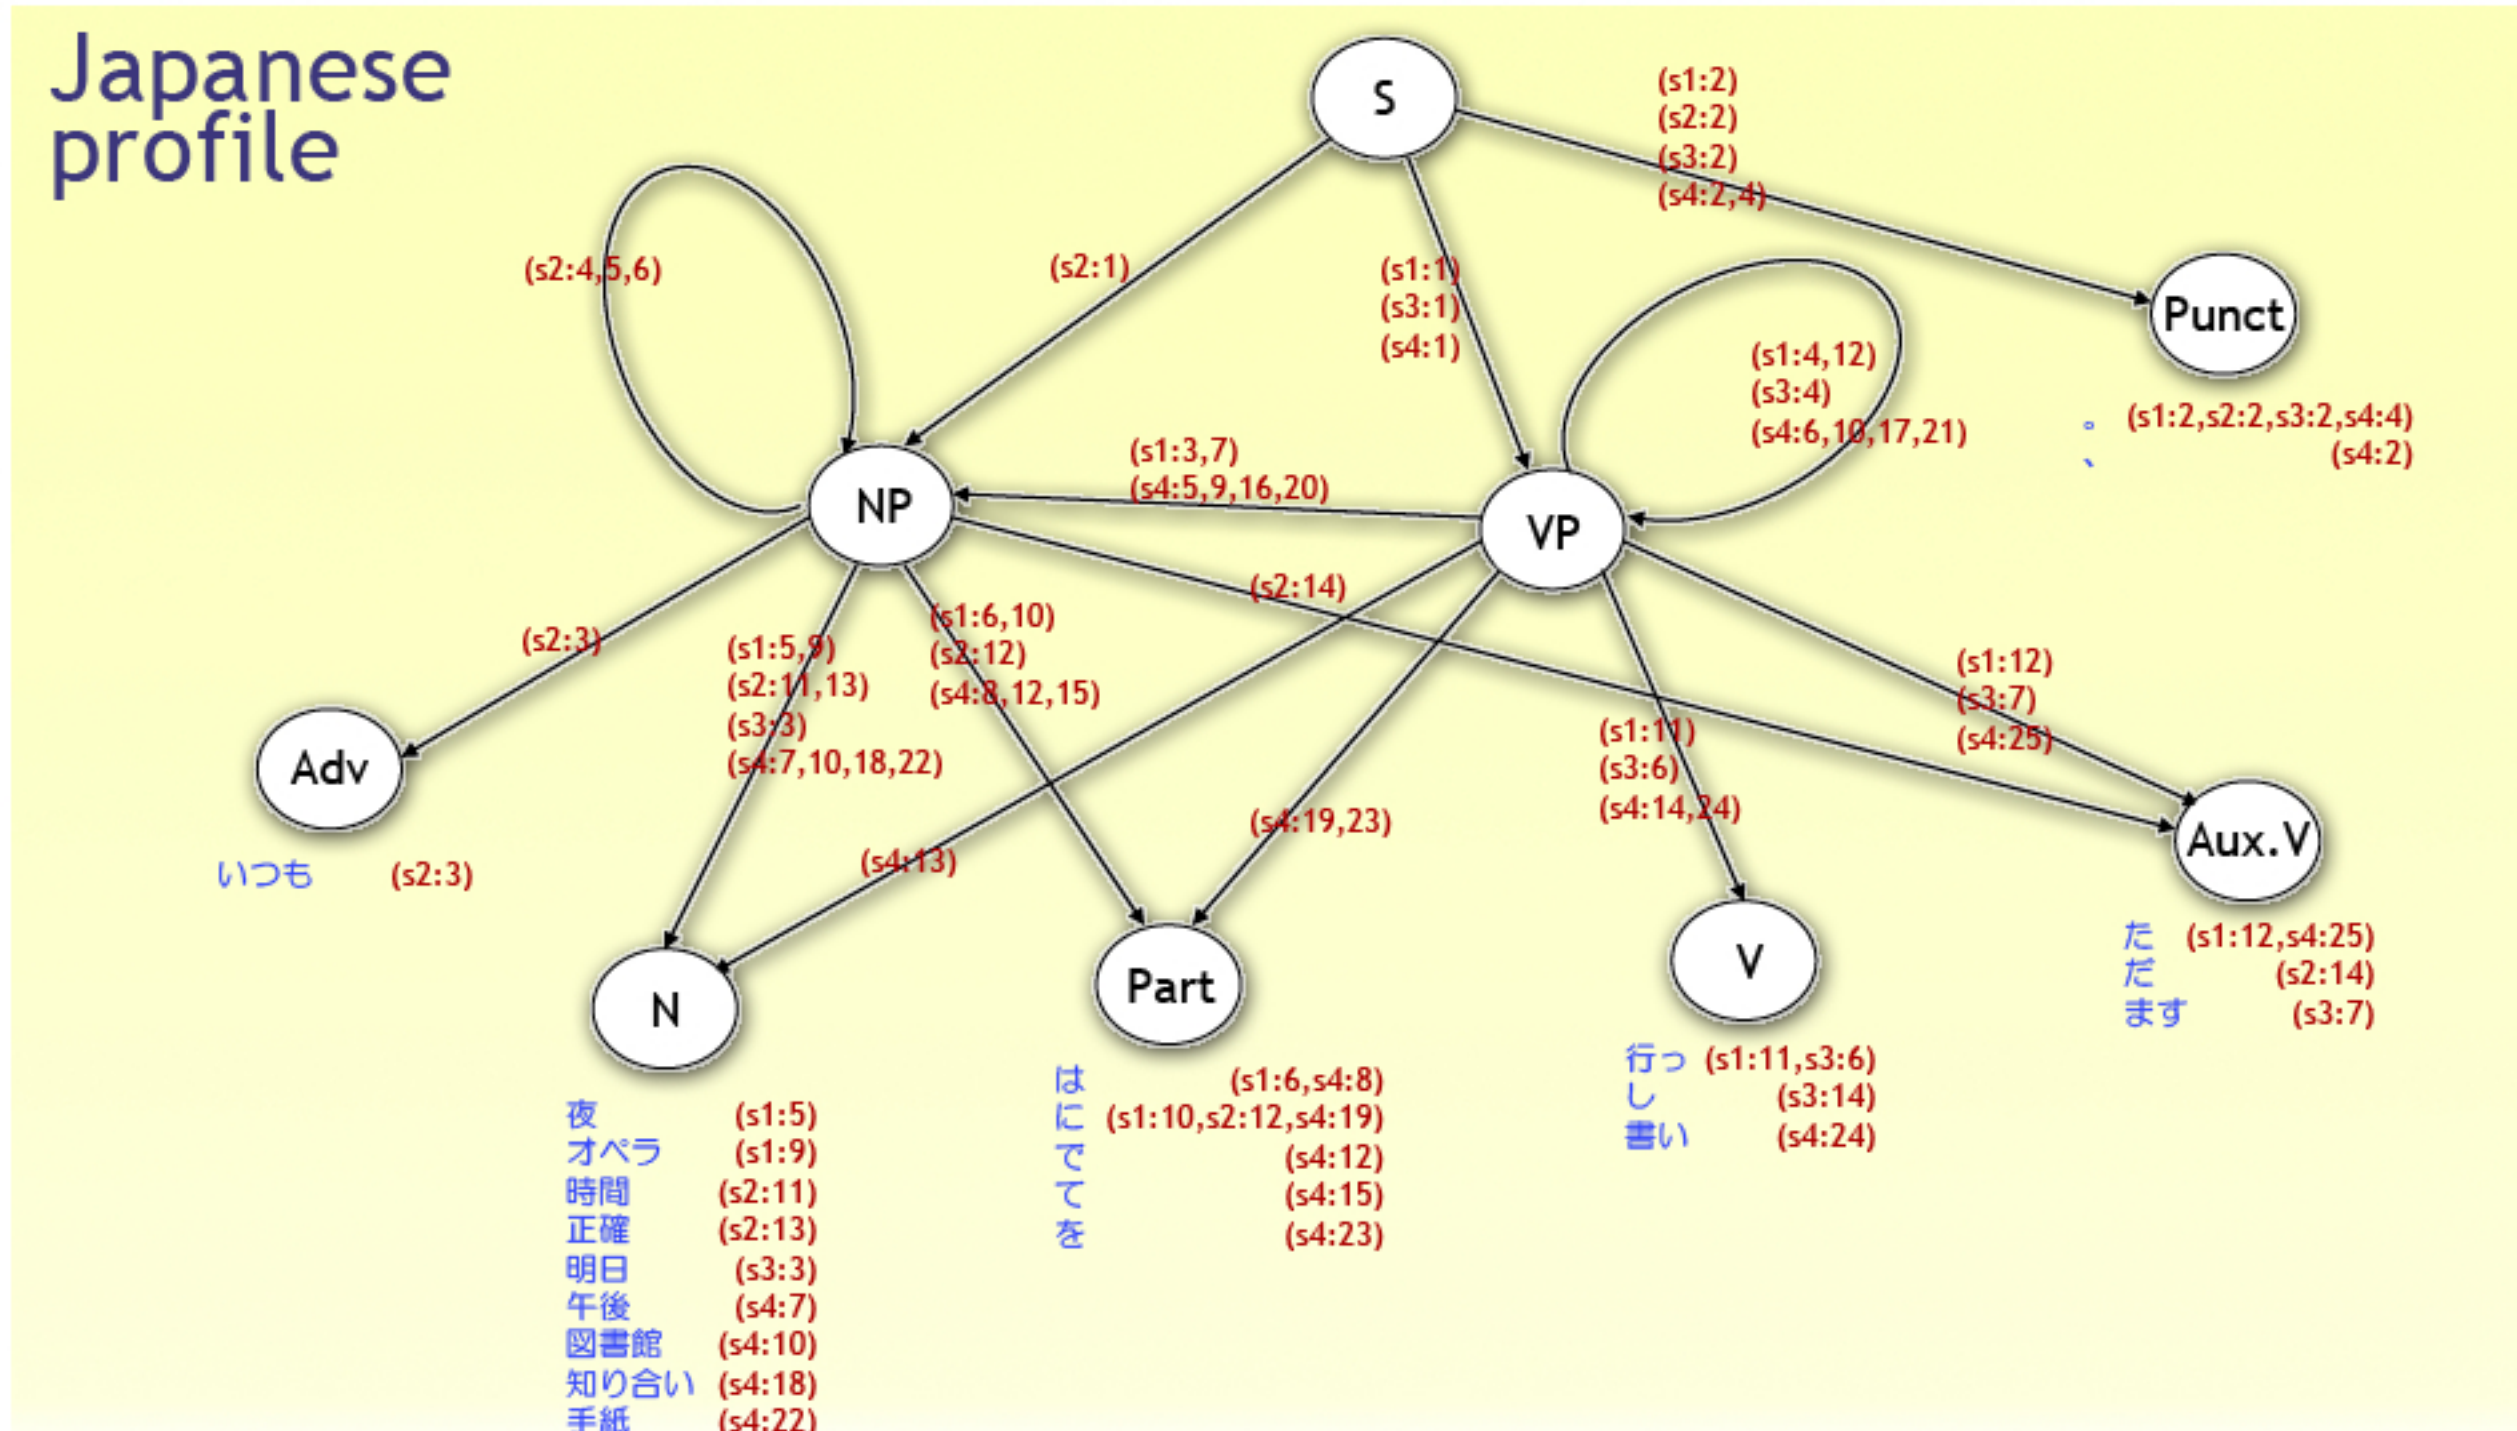 Japanese
profile
S
(s1:2)
(s2:2)
(s3:2)
(s4:2,4)
(s2:4,5,6)
(s2:1)
(s1:1)
(s3:1)
(s4:1)
Punct
(s1:4,12)
(s3:4)
(s4:6,10,17,21)
。 (s1:2,s2:2,s3:2,s4:4)
、 (s4:2)
(s1:3,7)
(s4:5,9,16,20)
NP
VP
(s2:14)
(s2:3)
(s1:5,9)
(s2:11,13)
(s3:3)
(s4:7,10,18,22)
(s1:6,10)
(s2:12)
(s4:8,12,15)
(s1:12)
(s3:7)
(s4:25)
(s1:11)
(s3:6)
(s4:14,24)
(s4:19,23)
(s4:13)
Adv
いつも (s2:3)
Aux.V
た (s1:12,s4:25)
だ (s2:14)
ます (s3:7)
N
夜 (s1:5)
オペラ (s1:9)
時間 (s2:11)
正確 (s2:13)
明日 (s3:3)
午後 (s4:7)
図書館 (s4:10)
知り合い (s4:18)
手紙 (s4:22)
Part
は (s1:6,s4:8)
に (s1:10,s2:12,s4:19)
で (s4:12)
て (s4:15)
を (s4:23)
V
行っ (s1:11,s3:6)
し (s3:14)
書い (s4:24)